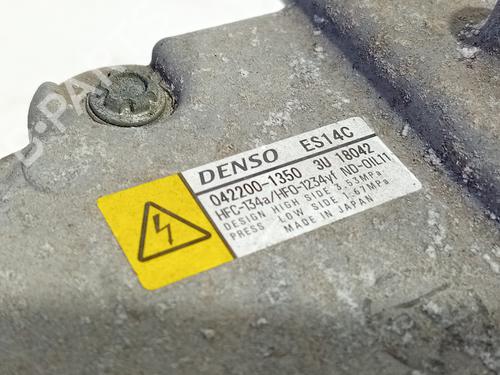 B-PARTS
DENSO ES14C
042200-1350 3U 18042
HFC-134a/HFO-1234yf ND-OIL11
DESIGN HIGH SIDE 3.53MPa
PRESS. LOW SIDE 1.67MPa
MADE IN JAPAN